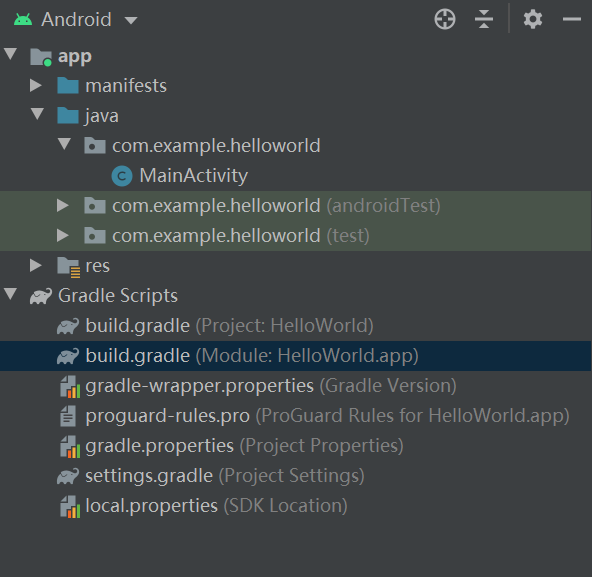 Android
app
manifests
java
com.example.helloworld
C MainActivity
com.example.helloworld (androidTest)
com.example.helloworld (test)
res
Gradle Scripts
build.gradle (Project: HelloWorld)
build.gradle (Module: HelloWorld.app)
gradle-wrapper.properties (Gradle Version)
proguard-rules.pro (ProGuard Rules for HelloWorld.app)
gradle.properties (Project Properties)
settings.gradle (Project Settings)
local.properties (SDK Location)